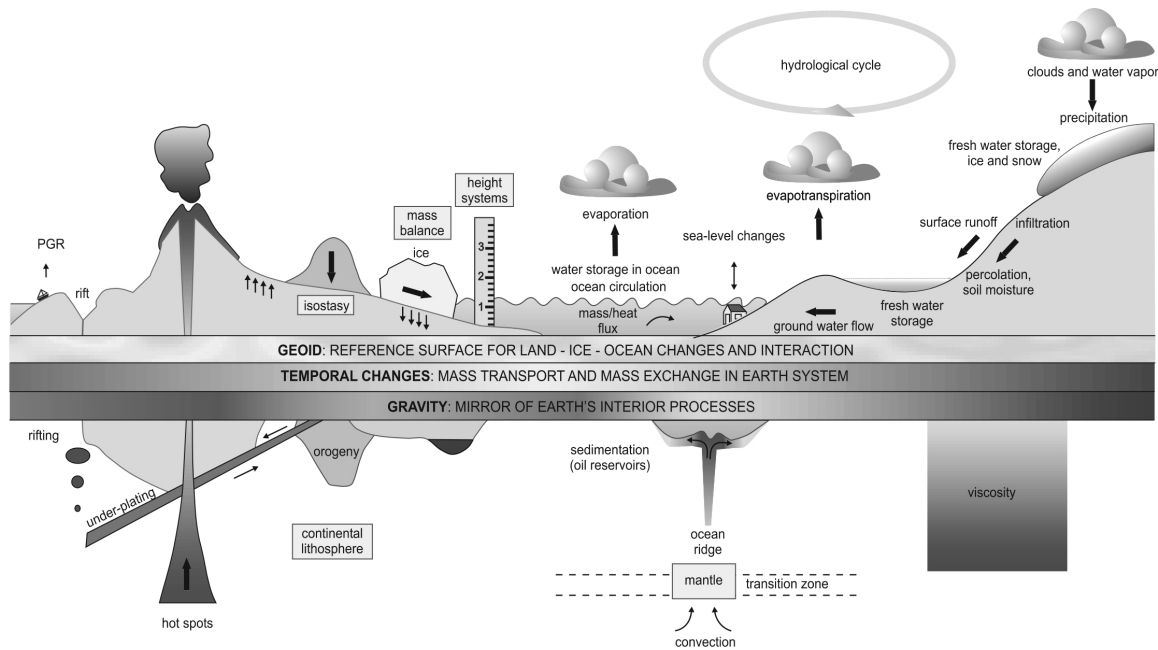 hydrological cycle
clouds and water vapor
precipitation
fresh water storage,
ice and snow
evapotranspiration
surface runoff
infiltration
percolation,
soil moisture
height
systems
mass
balance
ice
evaporation
sea-level changes
water storage in ocean
ocean circulation
PGR
rift
isostasy
3
2
1
mass/heat
flux
fresh water
storage
ground water flow
GEOID: REFERENCE SURFACE FOR LAND - ICE - OCEAN CHANGES AND INTERACTION
TEMPORAL CHANGES: MASS TRANSPORT AND MASS EXCHANGE IN EARTH SYSTEM
GRAVITY: MIRROR OF EARTH'S INTERIOR PROCESSES
rifting
orogeny
sedimentation
(oil reservoirs)
under-plating
viscosity
continental
lithosphere
ocean
ridge
mantle
transition zone
hot spots
convection